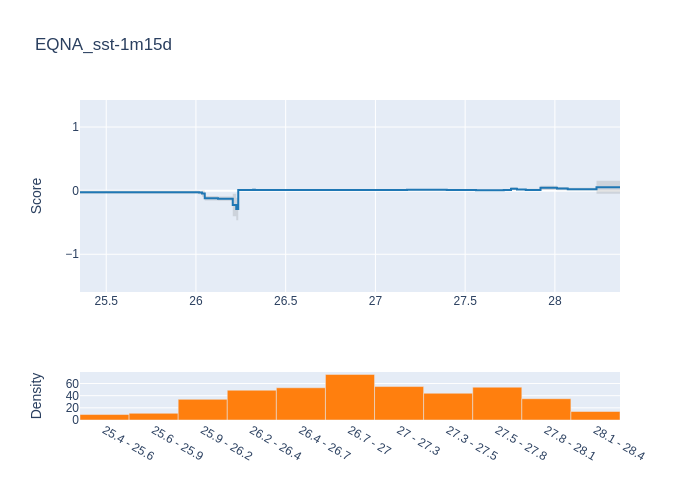 EQNA_sst-1m15d
Score
1
0
−1
25.5
26
26.5
27
27.5
28
Density
60
40
20
0
25.4 - 25.6
25.6 - 25.9
25.9 - 26.2
26.2 - 26.4
26.4 - 26.7
26.7 - 27
27 - 27.3
27.3 - 27.5
27.5 - 27.8
27.8 - 28.1
28.1 - 28.4